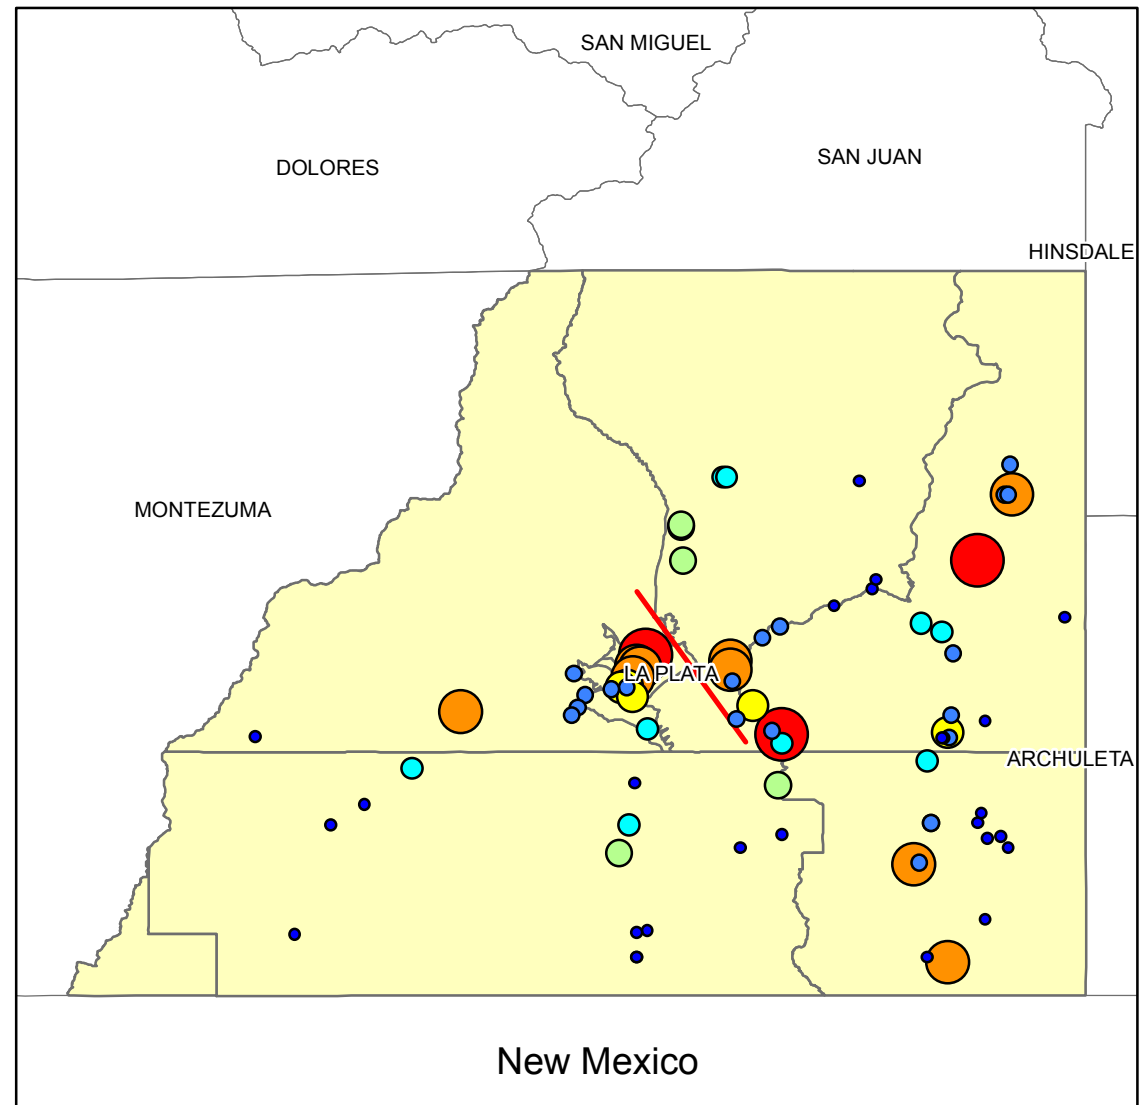 SAN MIGUEL
DOLORES
SAN JUAN
HINSDALE
MONTEZUMA
LA PLATA
ARCHULETA
New Mexico